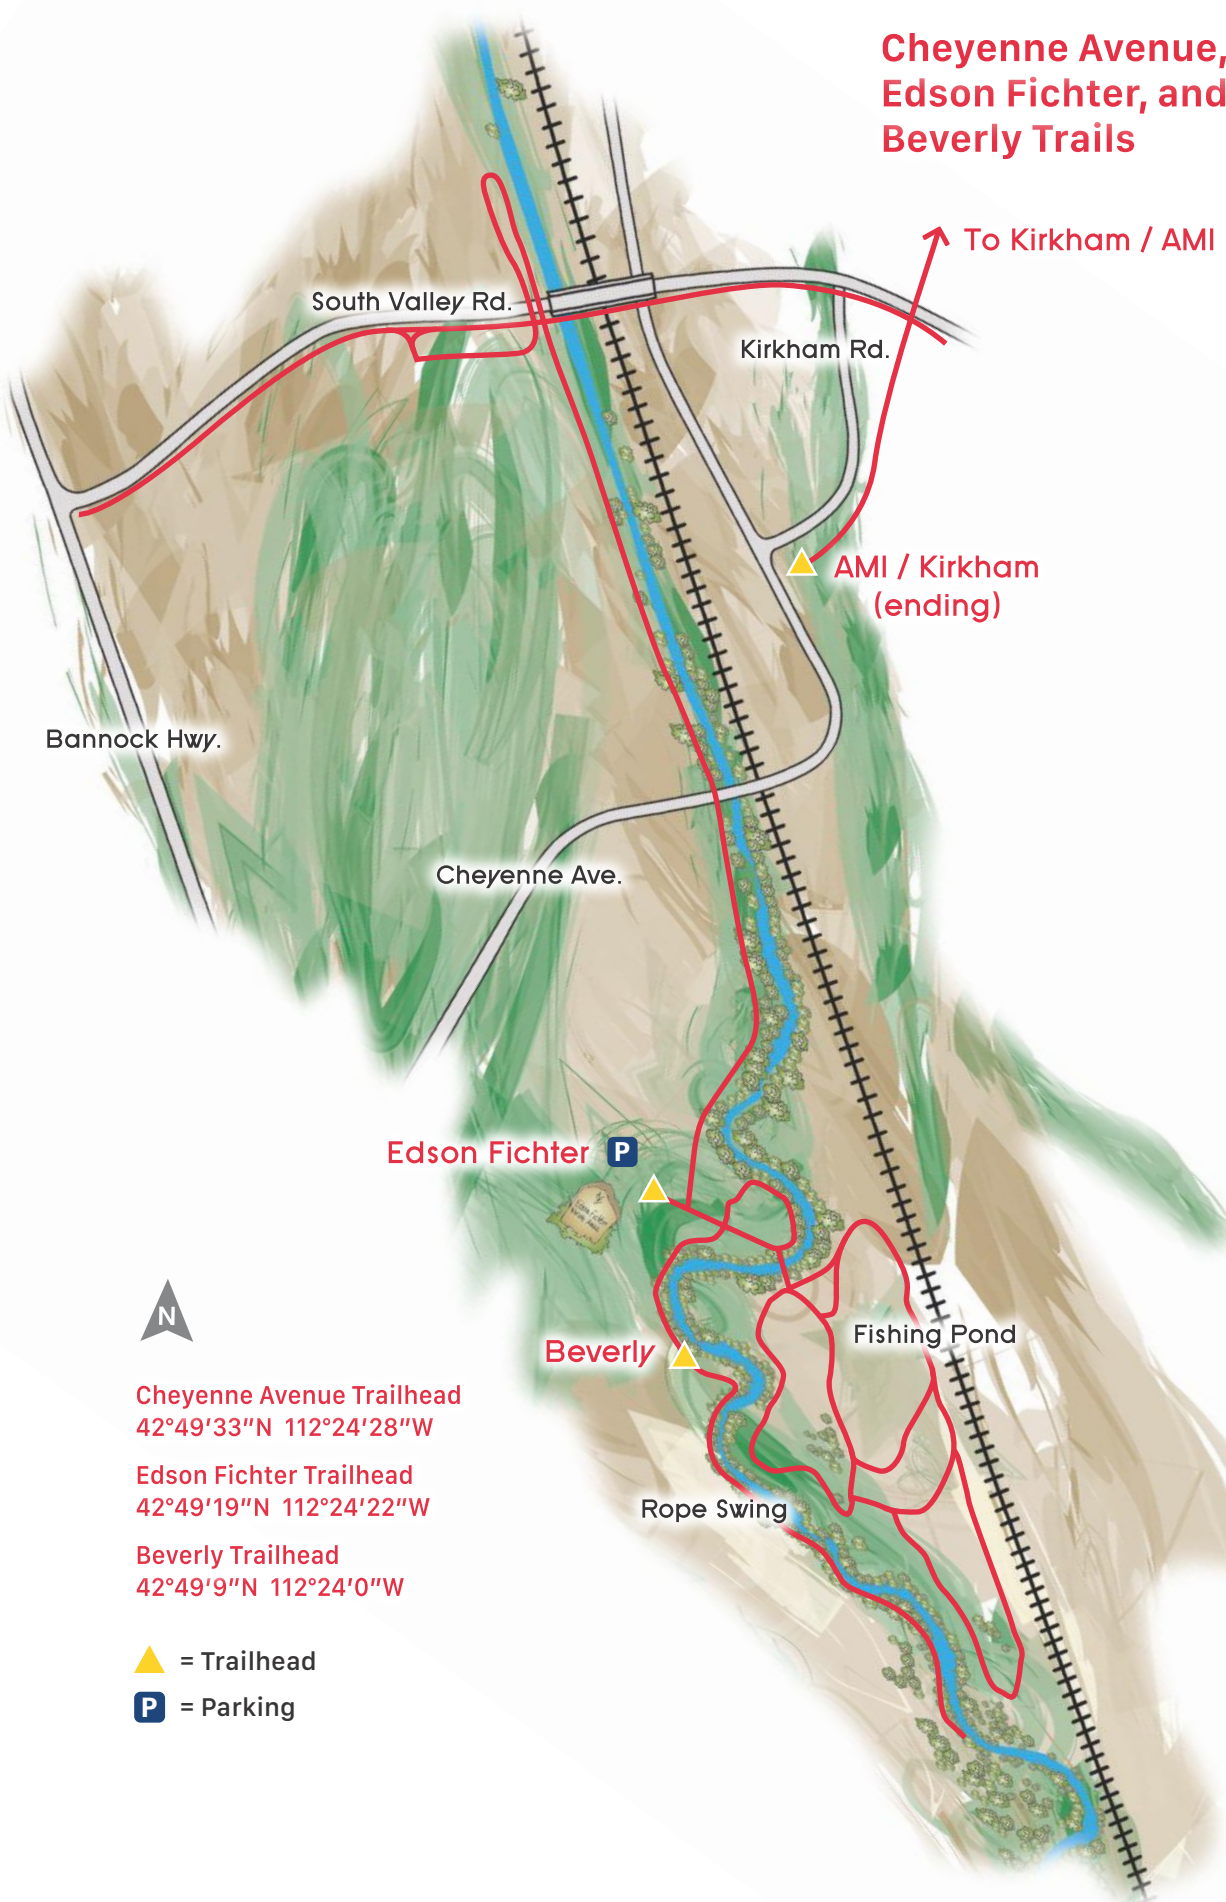 Cheyenne Avenue,
Edson Fichter, and
Beverly Trails
To Kirkham / AMI
South Valley Rd.
Kirkham Rd.
AMI / Kirkham
(ending)
Bannock Hwy.
Cheyenne Ave.
Edson Fichter P
Fishing Pond
Beverly
Rope Swing
N
Cheyenne Avenue Trailhead
42°49'33"N 112°24'28"W
Edson Fichter Trailhead
42°49'19"N 112°24'22"W
Beverly Trailhead
42°49'9"N 112°24'0"W
= Trailhead
P = Parking